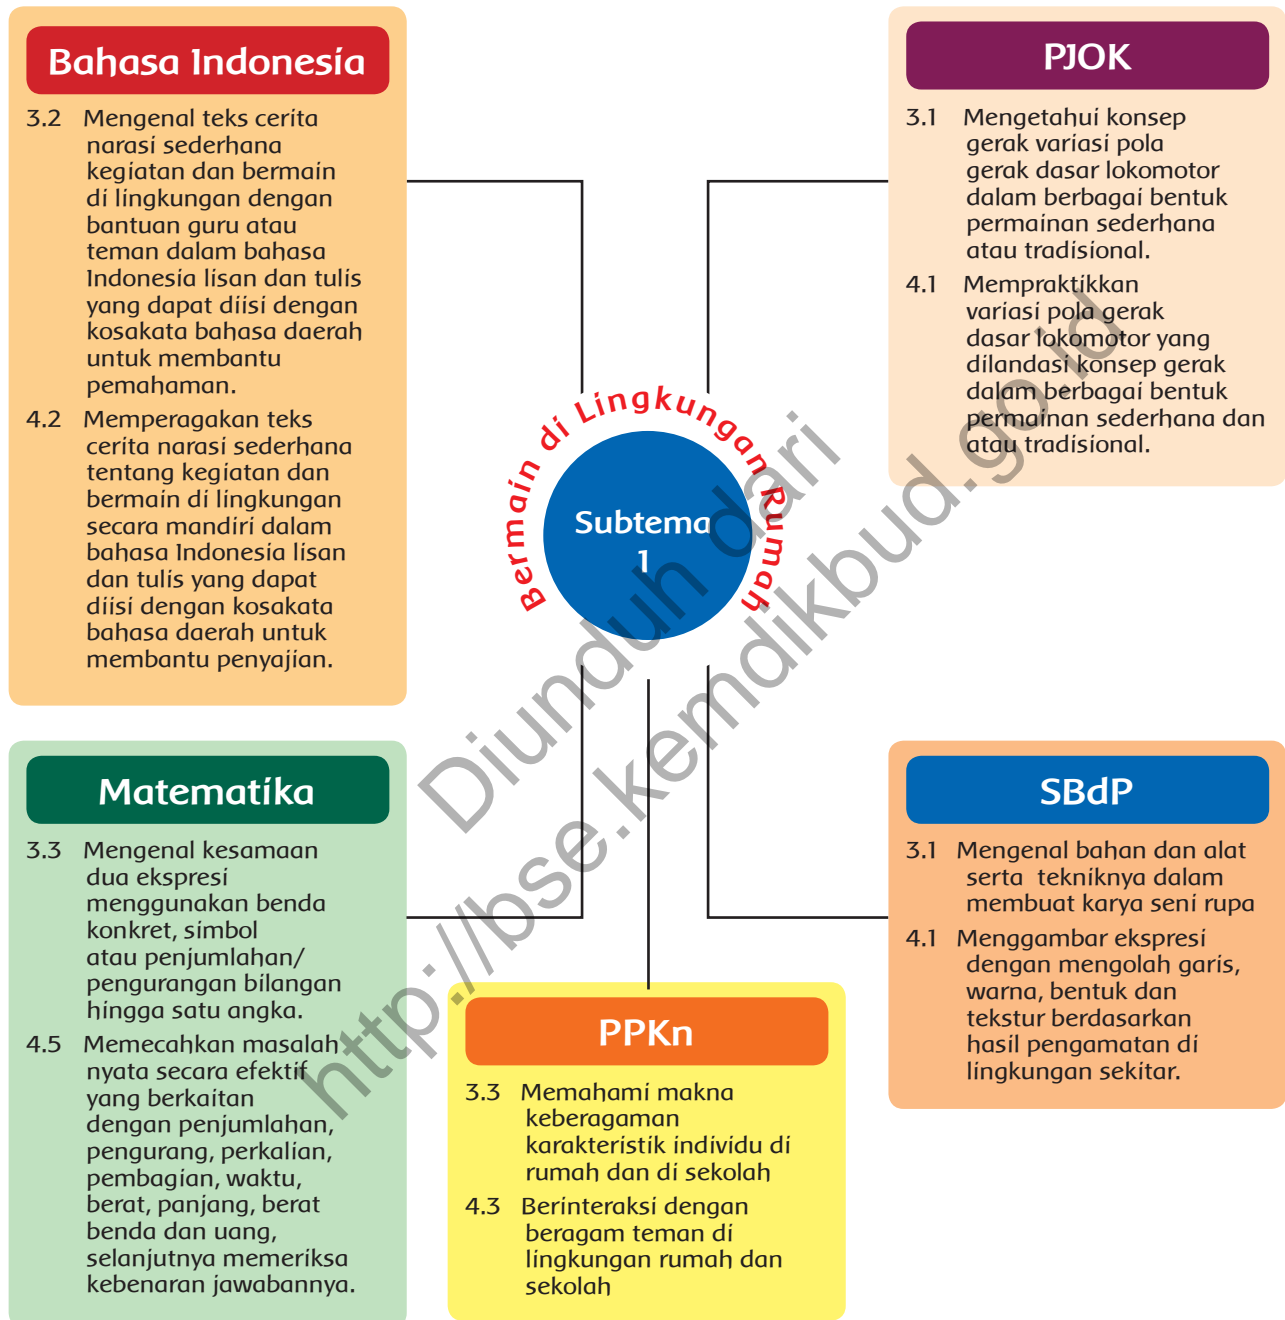 Bahasa Indonesia
3.2 Mengenal teks cerita
narasi sederhana
kegiatan dan bermain
di lingkungan dengan
bantuan guru atau
teman dalam bahasa
Indonesia lisan dan tulis
yang dapat diisi dengan
kosakata bahasa daerah
untuk membantu
pemahaman.
4.2 Memperagakan teks
cerita narasi sederhana
tentang kegiatan dan
bermain di lingkungan
secara mandiri dalam
bahasa Indonesia lisan
dan tulis yang dapat
diisi dengan kosakata
bahasa daerah untuk
membantu penyajian.
PJOK
3.1 Mengetahui konsep
gerak variasi pola
gerak dasar lokomotor
dalam berbagai bentuk
permainan sederhana
atau tradisional.
4.1 Mempraktikkan
variasi pola gerak
dasar lokomotor yang
dilandasi konsep gerak
dalam berbagai bentuk
permainan sederhana dan
atau tradisional.
Bermain di Lingkungan Rumah
Subtema
1
Matematika
3.3 Mengenal kesamaan
dua ekspresi
menggunakan benda
konkret, simbol
atau penjumlahan/
pengurangan bilangan
hingga satu angka.
4.5 Memecahkan masalah
nyata secara efektif
yang berkaitan
dengan penjumlahan,
pengurang, perkalian,
pembagian, waktu,
berat, panjang, berat
benda dan uang,
selanjutnya memeriksa
kebenaran jawabannya.
PPKn
3.3 Memahami makna
keberagaman
karakteristik individu di
rumah dan di sekolah
4.3 Berinteraksi dengan
beragam teman di
lingkungan rumah dan
sekolah
SBdP
3.1 Mengenal bahan dan alat
serta tekniknya dalam
membuat karya seni rupa
4.1 Menggambar ekspresi
dengan mengolah garis,
warna, bentuk dan
tekstur berdasarkan
hasil pengamatan di
lingkungan sekitar.
Diunduh dari
http://bse.kemdikbud.go.id